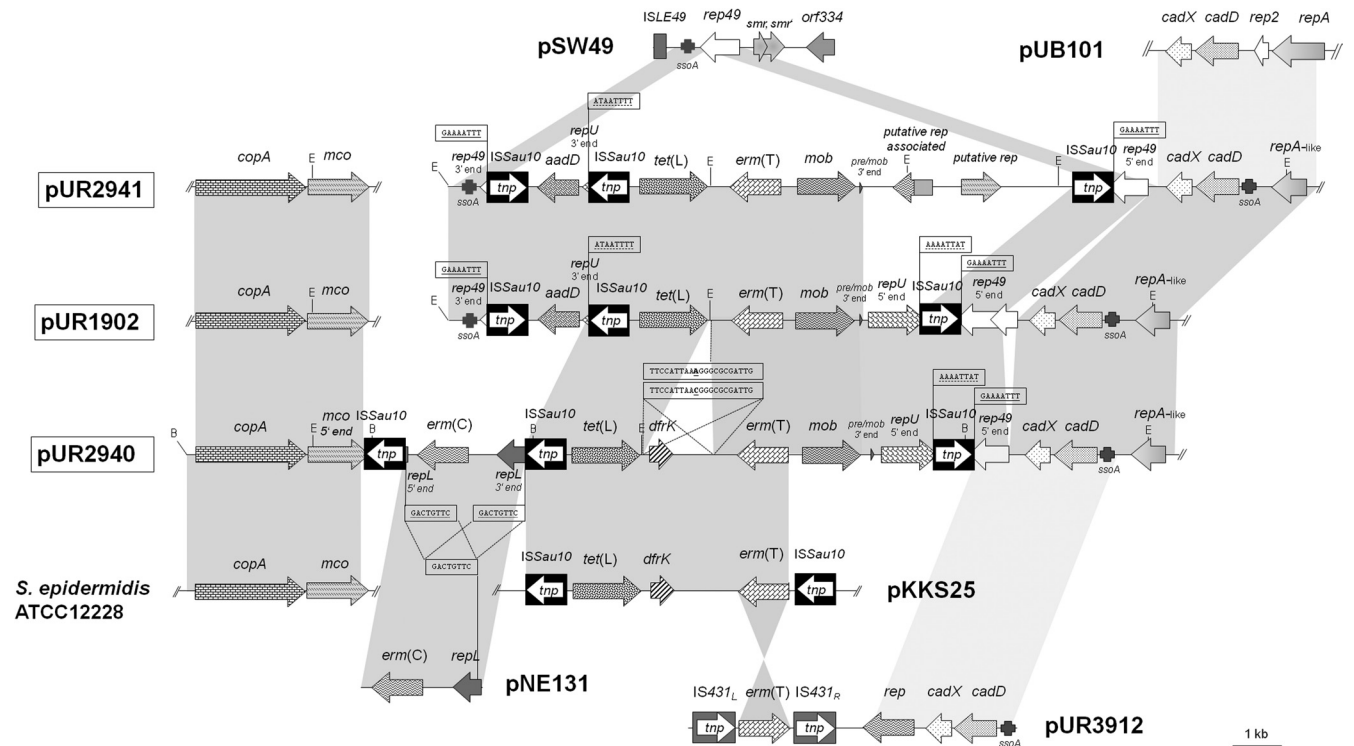 pSW49
ISLE49
rep49
smr, smr'
orf334
ssoA
pUB101
cadX cadD rep2 repA
ATAATTTT
GAAAATTT
rep49
3' end
ISSau10
aadD
repU
3' end
ISSau10
tet(L)
E
erm(T)
mob
pre/mob
3' end
putative rep
associated
E
putative rep
E
ISSau10
GAAAATTT
rep49
5' end
cadX cadD
repA-like
E
copA
E
mco
pUR2941
E
ssoA
tnp
tnp
tnp
ssoA
ATAATTTT
GAAAATTT
AAAATTAT
GAAAATTT
copA
E
mco
E
rep49
3' end
ISSau10
aadD
repU
3' end
ISSau10
tet(L)
E
erm(T)
mob
pre/mob
3' end
repU
5' end
ISSau10
rep49
5' end
cadX cadD
repA-like
E
pUR1902
ssoA
tnp
tnp
tnp
ssoA
TTCCATTAAAGGGCGCGATTG
TTCCATTAACGGGCGCGATTG
AAAATTAT
GAAAATTT
B
copA
E
mco
5' end
ISSau10
B
erm(C)
ISSau10
B
tet(L)
E
dfrK
erm(T)
mob
pre/mob
3' end
repU
5' end
ISSau10
B
rep49
5' end
cadX cadD
repA-like
E
pUR2940
tnp
tnp
tnp
ssoA
repL
5' end
repL
3' end
GACTGTTC
GACTGTTC
GACTGTTC
copA
mco
S. epidermidis
ATCC12228
ISSau10
tet(L)
dfrK
erm(T)
ISSau10
tnp
tnp
pKKS25
erm(C)
repL
pNE131
IS431L
erm(T)
IS431R
rep
cadX
cadD
tnp
tnp
ssoA
pUR3912
1 kb